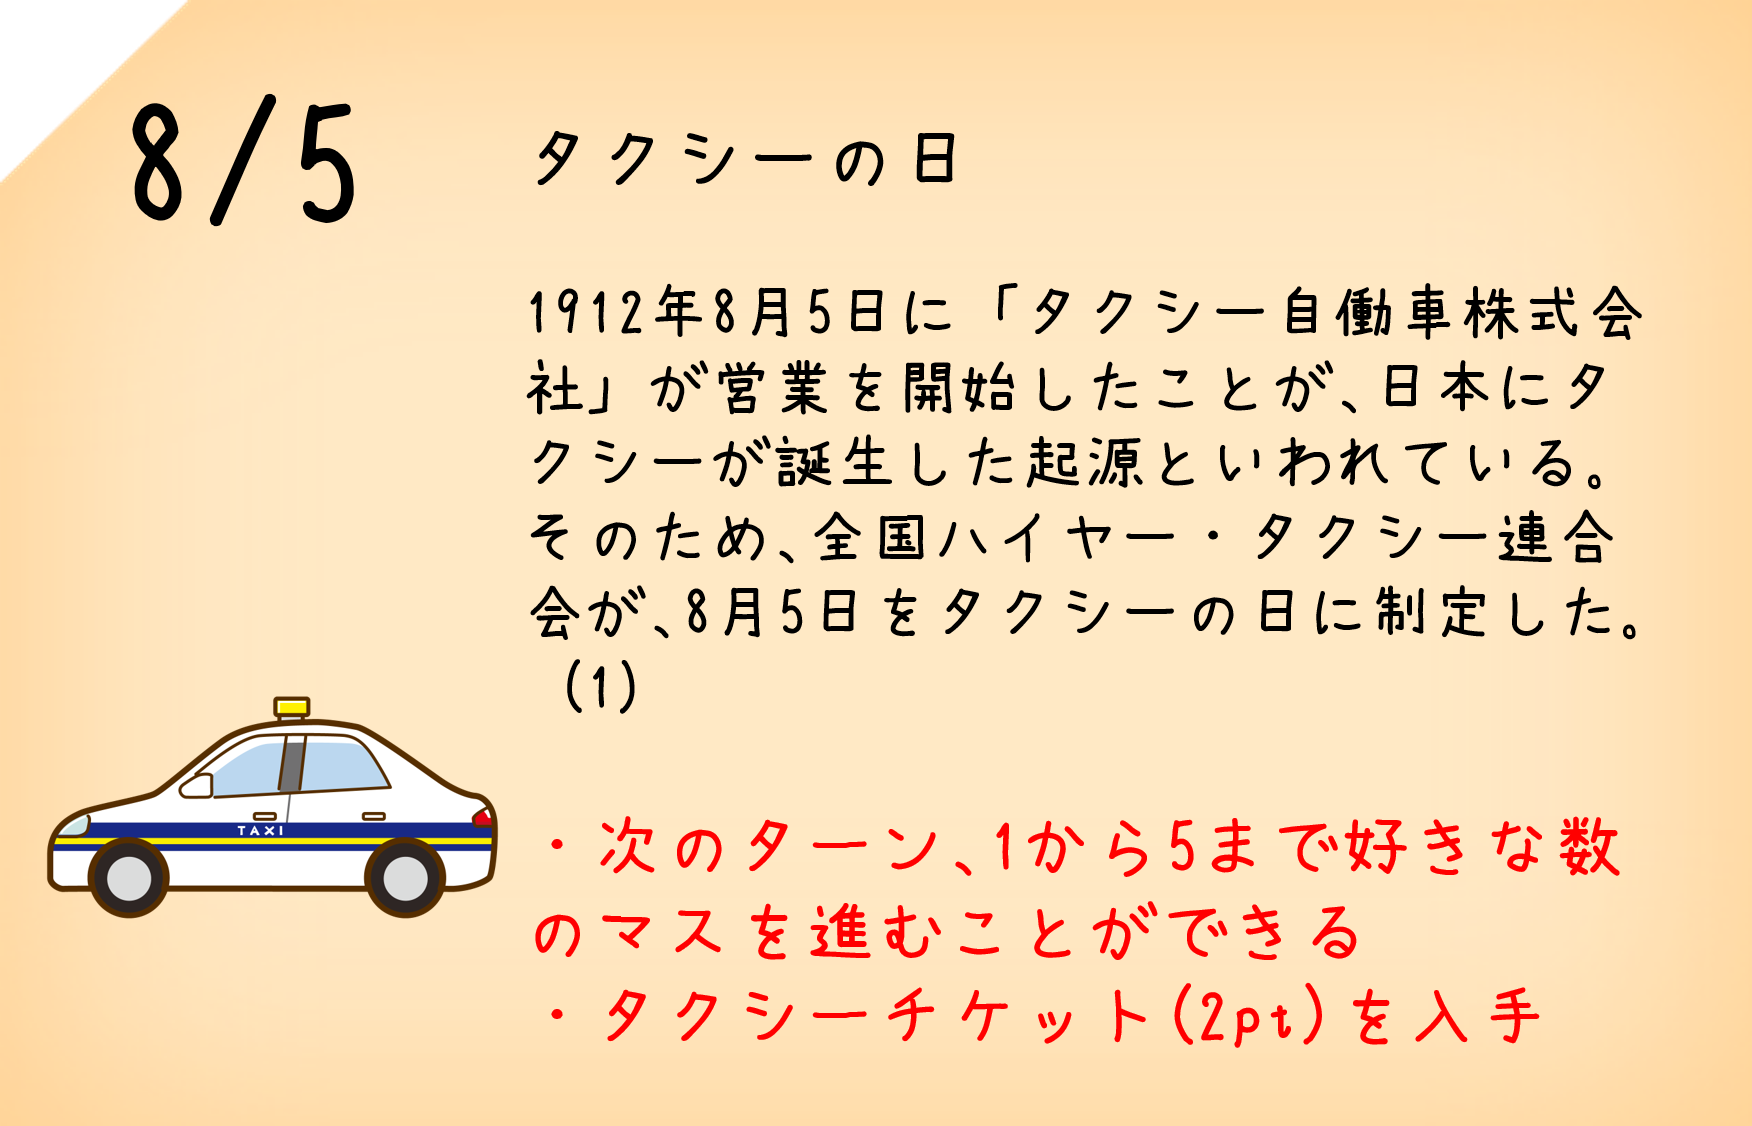 8/5
タクシーの日
1912年8月5日に「タクシー自働車株式会
社」が営業を開始したことが、日本にタ
クシーが誕生した起源といわれている。
そのため、全国ハイヤー・タクシー連合
会が、8月5日をタクシーの日に制定した。
(1)
TAXI
・次のターン、1から5まで好きな数
のマスを進むことができる
・タクシーチケット(2pt)を入手